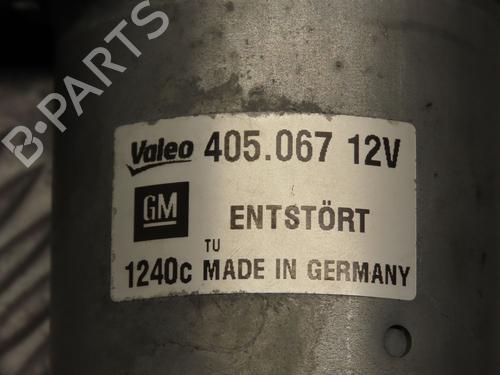 B-PARTS
Valeo 405.067 12V
GM ENTSTÖRT
TU
1240c MADE IN GERMANY